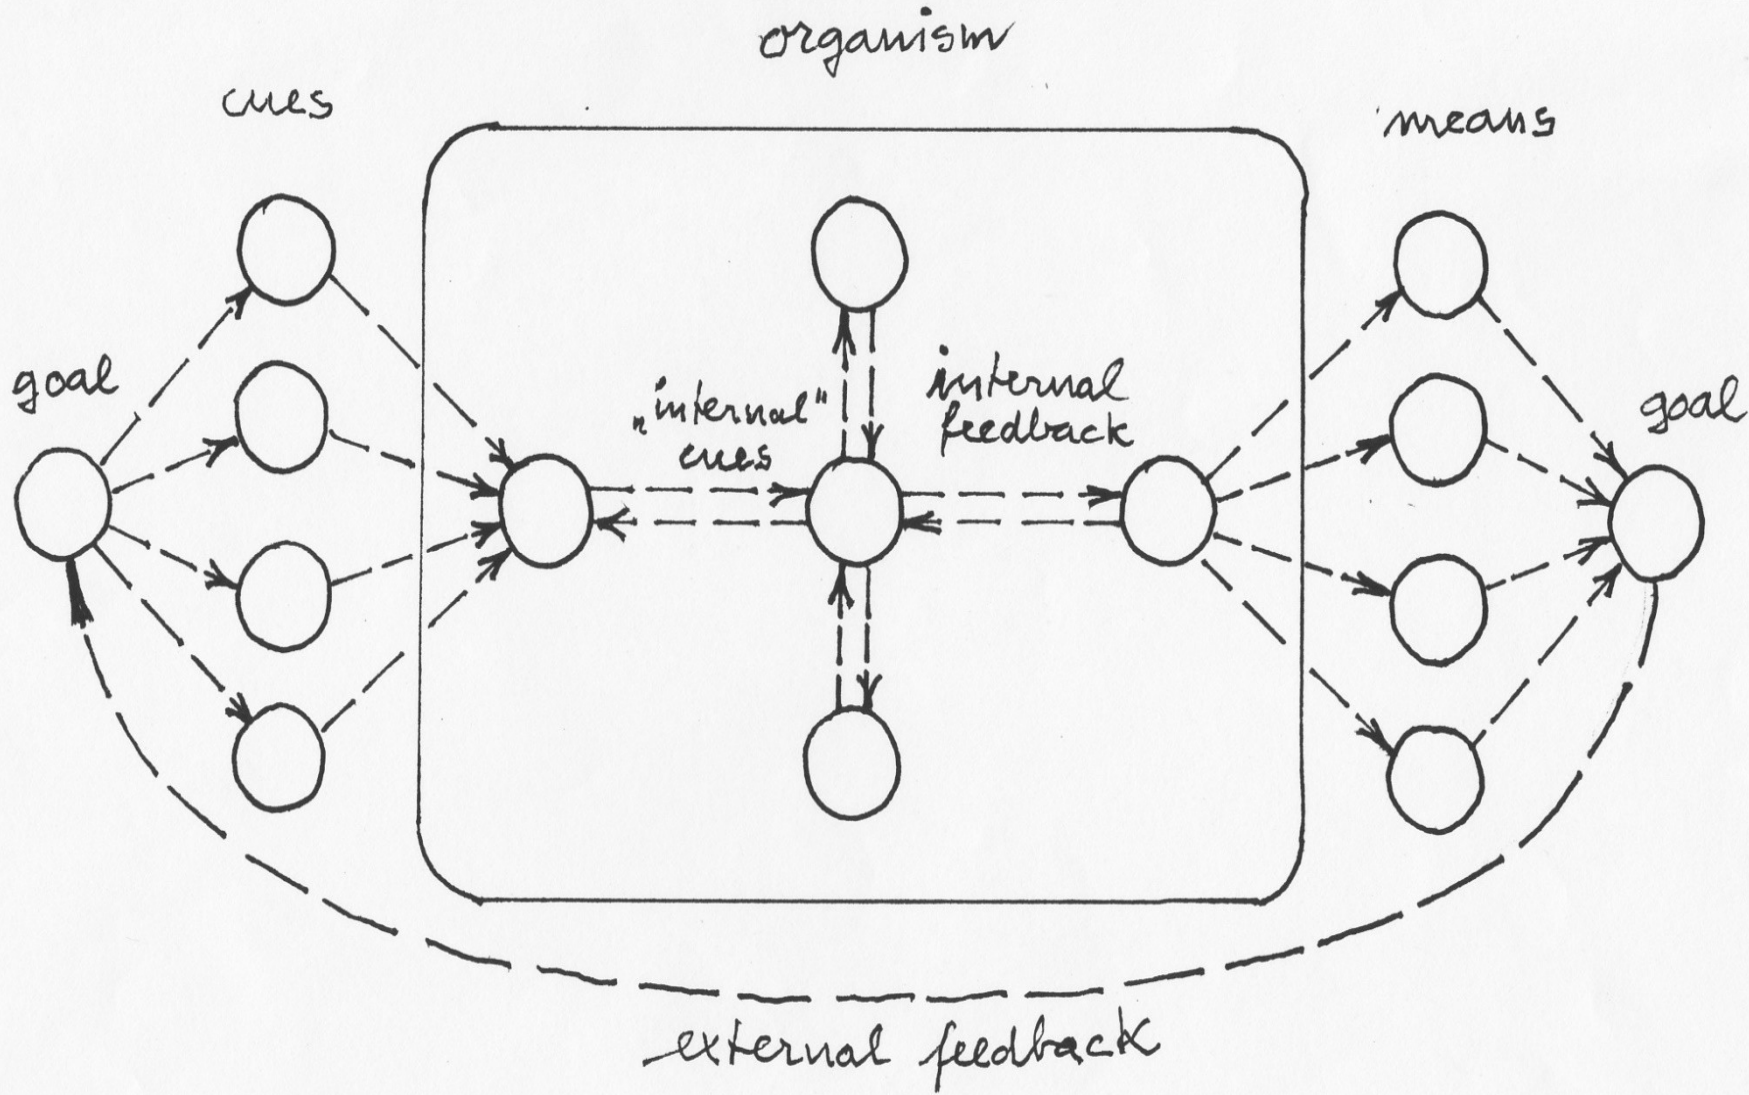 organism
cues
means
goal
„internal"
cues
internal
feedback
goal
external feedback